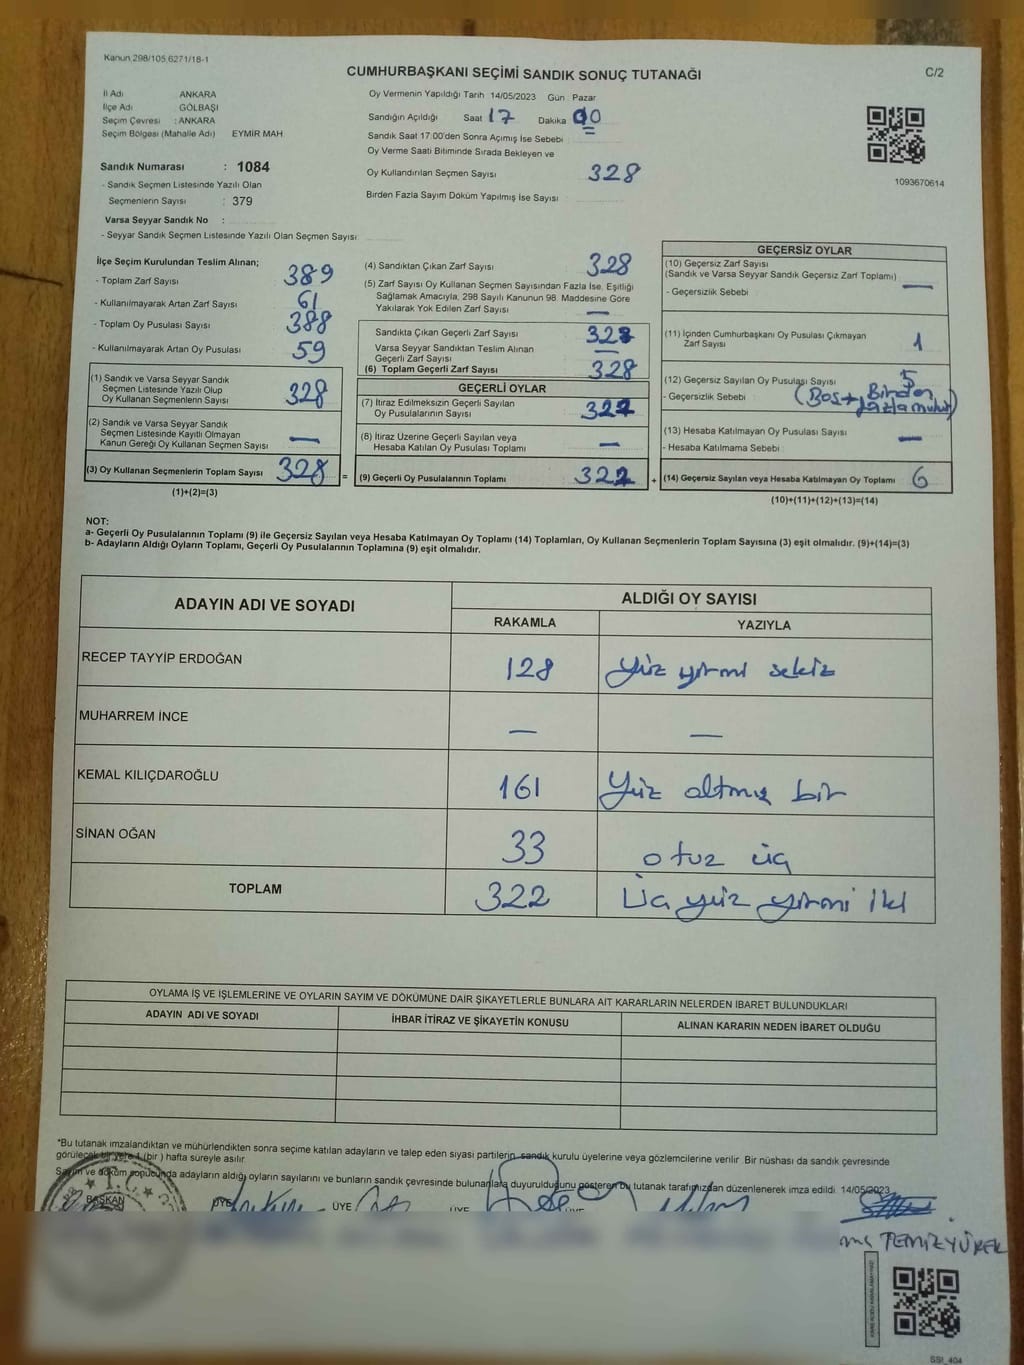 Kanun 298/105,6271/18-1
C/2
CUMHURBAŞKANI SEÇİMİ SANDIK SONUÇ TUTANAĞI
İl Adı ANKARA
İlçe Adı GÖLBAŞI
Seçim Çevresi : ANKARA
Seçim Bölgesi (Mahalle Adı) EYMİR MAH
Sandık Numarası : 1084
- Sandık Seçmen Listesinde Yazılı Olan
Seçmenlerin Sayısı : 379
Varsa Seyyar Sandık No :
- Seyyar Sandık Seçmen Listesinde Yazılı Olan Seçmen Sayısı
Oy Vermenin Yapıldığı Tarih 14/05/2023 Gün : Pazar
Sandığın Açıldığı Saat 17 Dakika 00
Sandık Saat 17:00'den Sonra Açımış İse Sebebi
Oy Verme Saati Bitiminde Sırada Bekleyen ve
Oy Kullandırılan Seçmen Sayısı 328
Birden Fazla Sayım Döküm Yapılmış İse Sayısı
1093670614
İlçe Seçim Kurulundan Teslim Alınan;
- Toplam Zarf Sayısı 389
- Kullanılmayarak Artan Zarf Sayısı 61
- Toplam Oy Pusulası Sayısı 388
- Kullanılmayarak Artan Oy Pusulası 59
(1) Sandık ve Varsa Seyyar Sandık
Seçmen Listesinde Yazılı Olup
Oy Kullanan Seçmenlerin Sayısı 328
(2) Sandık ve Varsa Seyyar Sandık
Seçmen Listesinde Kayıtlı Olmayan
Kanun Gereği Oy Kullanan Seçmen Sayısı —
(3) Oy Kullanan Seçmenlerin Toplam Sayısı 328 =
(1)+(2)=(3)
(4) Sandıktan Çıkan Zarf Sayısı 328
(5) Zarf Sayısı Oy Kullanan Seçmen Sayısından Fazla İse, Eşitliği
Sağlamak Amacıyla, 298 Sayılı Kanunun 98. Maddesine Göre
Yakılarak Yok Edilen Zarf Sayısı —
Sandıkta Çıkan Geçerli Zarf Sayısı 328
Varsa Seyyar Sandıktan Teslim Alınan
Geçerli Zarf Sayısı —
(6) Toplam Geçerli Zarf Sayısı 328
GEÇERLİ OYLAR
(7) İtiraz Edilmeksizin Geçerli Sayılan
Oy Pusulalarının Sayısı 322
(8) İtiraz Üzerine Geçerli Sayılan veya
Hesaba Katılan Oy Pusulası Toplamı —
(9) Geçerli Oy Pusulalarının Toplamı 322 +
GEÇERSİZ OYLAR
(10) Geçersiz Zarf Sayısı
(Sandık ve Varsa Seyyar Sandık Geçersiz Zarf Toplamı) —
- Geçersizlik Sebebi
(11) İçinden Cumhurbaşkanı Oy Pusulası Çıkmayan
Zarf Sayısı 1
(12) Geçersiz Sayılan Oy Pusulası Sayısı 5
- Geçersizlik Sebebi (Boş + Birden fazla mühür)
(13) Hesaba Katılmayan Oy Pusulası Sayısı —
- Hesaba Katılmama Sebebi
(14) Geçersiz Sayılan veya Hesaba Katılmayan Oy Toplamı 6
(10)+(11)+(12)+(13)=(14)
NOT:
a- Geçerli Oy Pusulalarının Toplamı (9) ile Geçersiz Sayılan veya Hesaba Katılmayan Oy Toplamı (14) Toplamları, Oy Kullanan Seçmenlerin Toplam Sayısına (3) eşit olmalıdır. (9)+(14)=(3)
b- Adayların Aldığı Oyların Toplamı, Geçerli Oy Pusulalarının Toplamına (9) eşit olmalıdır.
ADAYIN ADI VE SOYADI ALDIĞI OY SAYISI
RAKAMLA YAZIYLA
RECEP TAYYİP ERDOĞAN 128 Yüz yirmi sekiz
MUHARREM İNCE — —
KEMAL KILIÇDAROĞLU 161 Yüz altmış bir
SİNAN OĞAN 33 otuz üç
TOPLAM 322 Üç yüz yirmi iki
OYLAMA İŞ VE İŞLEMLERİNE VE OYLARIN SAYIM VE DÖKÜMÜNE DAİR ŞİKAYETLERLE BUNLARA AİT KARARLARIN NELERDEN İBARET BULUNDUKLARI
ADAYIN ADI VE SOYADI İHBAR İTİRAZ VE ŞİKAYETİN KONUSU ALINAN KARARIN NEDEN İBARET OLDUĞU
*Bu tutanak imzalandıktan ve mühürlendikten sonra seçime katılan adayların ve talep eden siyasi partilerin, sandık kurulu üyelerine veya gözlemcilerine verilir .Bir nüshası da sandık çevresinde
görülecek bir yere 1 (bir ) hafta süreyle asılır.
Sayım ve döküm sonucunda adayların aldığı oyların sayılarını ve bunların sandık çevresinde bulunanlara duyurulduğunu gösteren bu tutanak tarafımızdan düzenlenerek imza edildi. 14/05/2023
BAŞKAN ÜYE ÜYE ÜYE ÜYE
T.C.
TEMİZYÜREK
SSİ_404